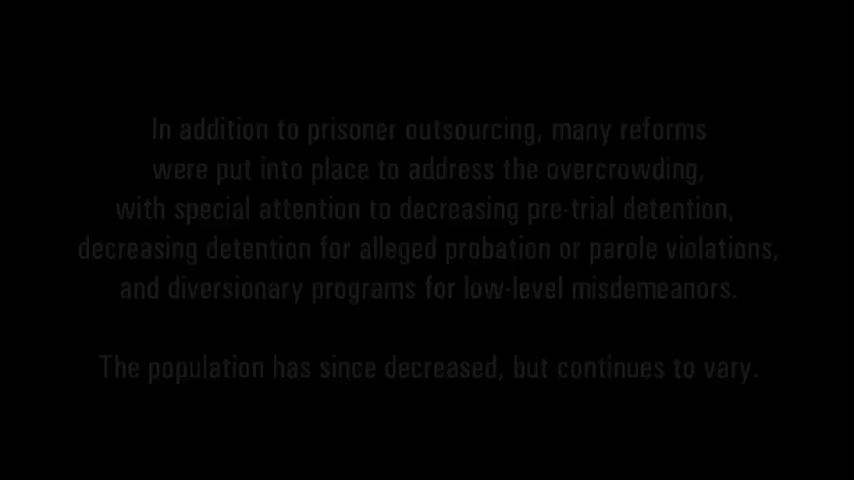 In addition to prisoner outsourcing, many reforms
were put into place to address the overcrowding,
with special attention to decreasing pre-trial detention,
decreasing detention for alleged probation or parole violations,
and diversionary programs for low-level misdemeanors.
The population has since decreased, but continues to vary.